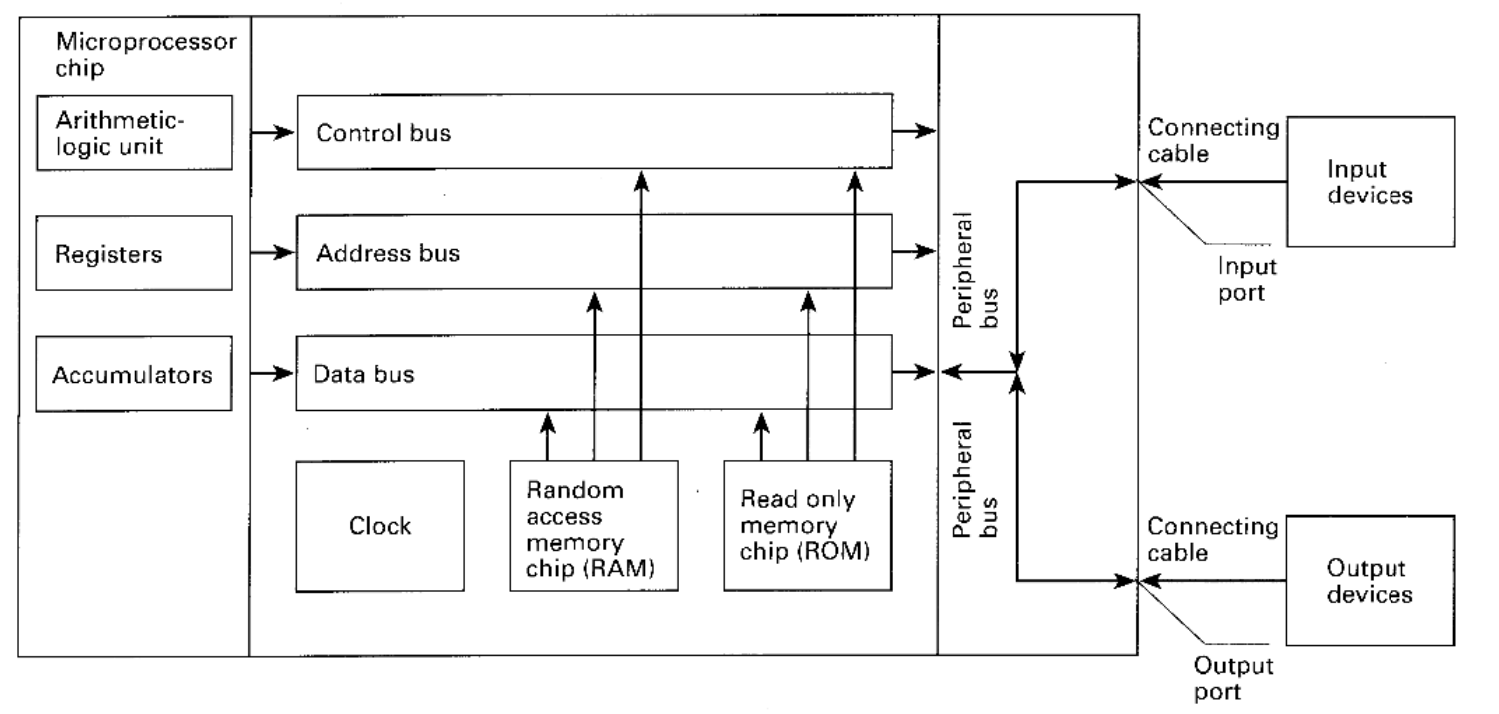 Microprocessor
chip
Arithmetic-
logic unit
Control bus
Registers
Address bus
Accumulators
Data bus
Clock
Random
access
memory
chip (RAM)
Read only
memory
chip (ROM)
Peripheral
bus
Peripheral
bus
Connecting
cable
Input
devices
Input
port
Connecting
cable
Output
devices
Output
port